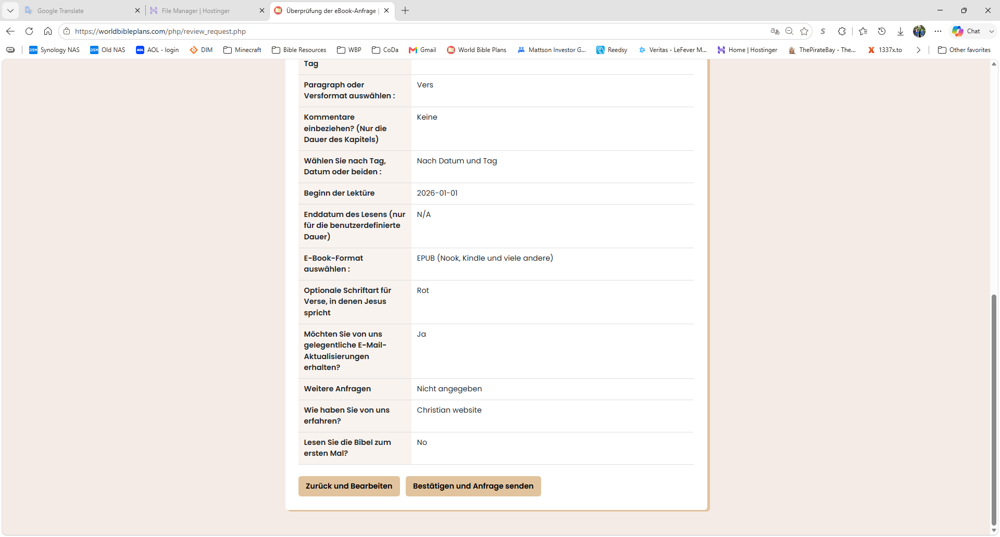 Google Translate
File Manager | Hostinger
Überprüfung der eBook-Anfrage |
https://worldbibleplans.com/php/review_request.php
Chat
Synology NAS
Old NAS
AOL - login
DIM
Minecraft
Bible Resources
WBP
CoDa
Gmail
World Bible Plans
Mattson Investor G...
Reedsy
Veritas - LeFever M...
Home | Hostinger
ThePirateBay - The...
1337x.to
Other favorites
Tag
Paragraph oder
Versformat auswählen :
Vers
Kommentare
einbeziehen? (Nur die
Dauer des Kapitels)
Keine
Wählen Sie nach Tag,
Datum oder beiden :
Nach Datum und Tag
Beginn der Lektüre
2026-01-01
Enddatum des Lesens (nur
für die benutzerdefinierte
Dauer)
N/A
E-Book-Format
auswählen :
EPUB (Nook, Kindle und viele andere)
Optionale Schriftart für
Verse, in denen Jesus
spricht
Rot
Möchten Sie von uns
gelegentliche E-Mail-
Aktualisierungen
erhalten?
Ja
Weitere Anfragen
Nicht angegeben
Wie haben Sie von uns
erfahren?
Christian website
Lesen Sie die Bibel zum
ersten Mal?
No
Zurück und Bearbeiten
Bestätigen und Anfrage senden